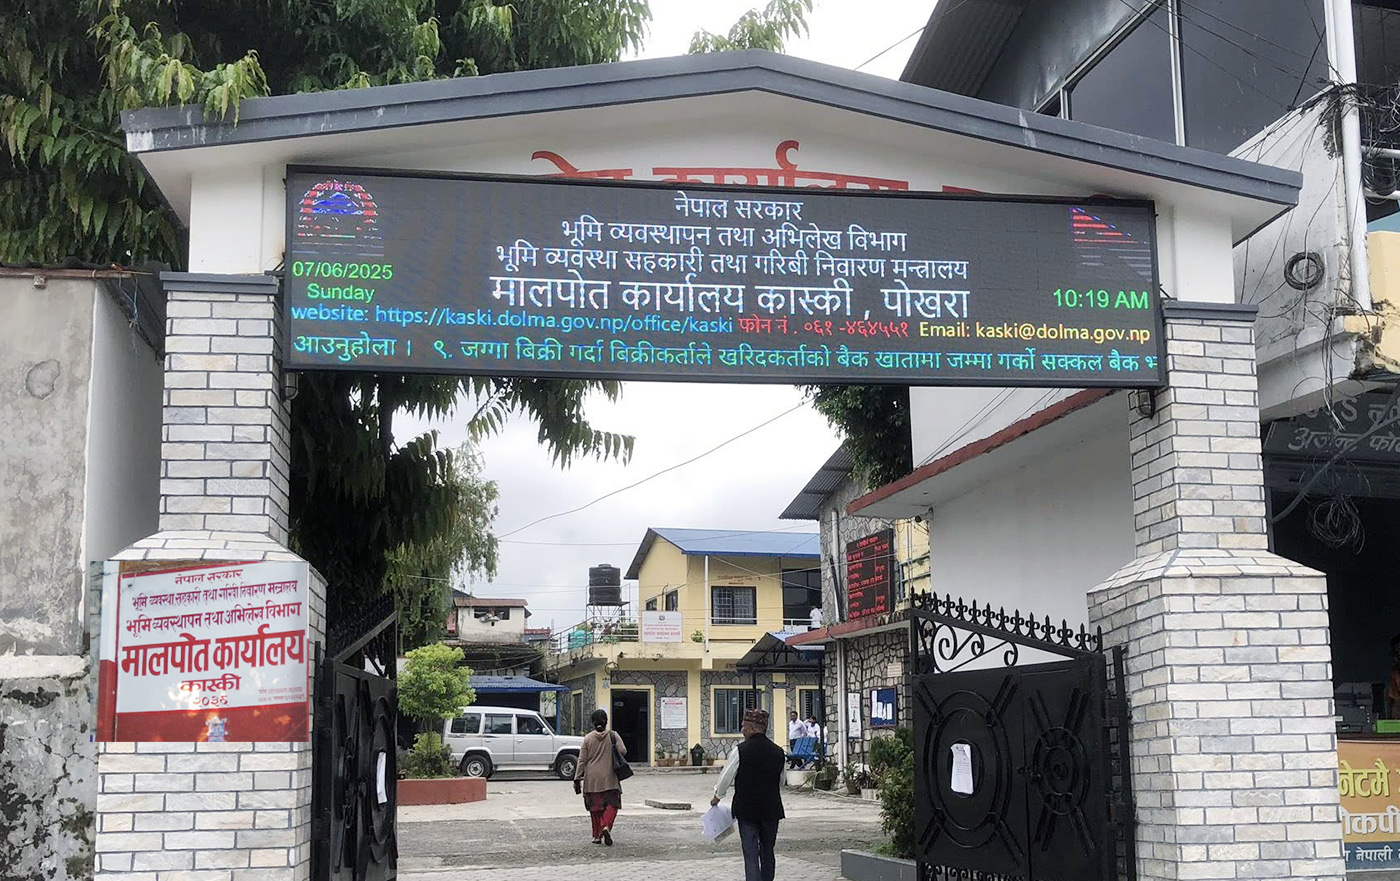 कार्यालय
नेपाल सरकार
भूमि व्यवस्थापन तथा अभिलेख विभाग
भूमि व्यवस्था सहकारी तथा गरिबी निवारण मन्त्रालय
मालपोत कार्यालय कास्की , पोखरा
07/06/2025
Sunday
10:19 AM
website: https://kaski.dolma.gov.np/office/kaski फोन नं . ०६१ -४६४५५१ Email: kaski@dolma.gov.np
आउनुहोला । ९. जग्गा बिक्री गर्दा बिक्रीकर्ताले खरिदकर्ताको बैक खातामा जम्मा गर्को सक्कल बैक
नेपाल सरकार
भूमि व्यवस्था सहकारी तथा गरिवी निवारण मन्त्रालय
भूमि व्यवस्थापन तथा अभिलेख विभाग
मालपोत कार्यालय
कास्की
२०३६
नेपाली